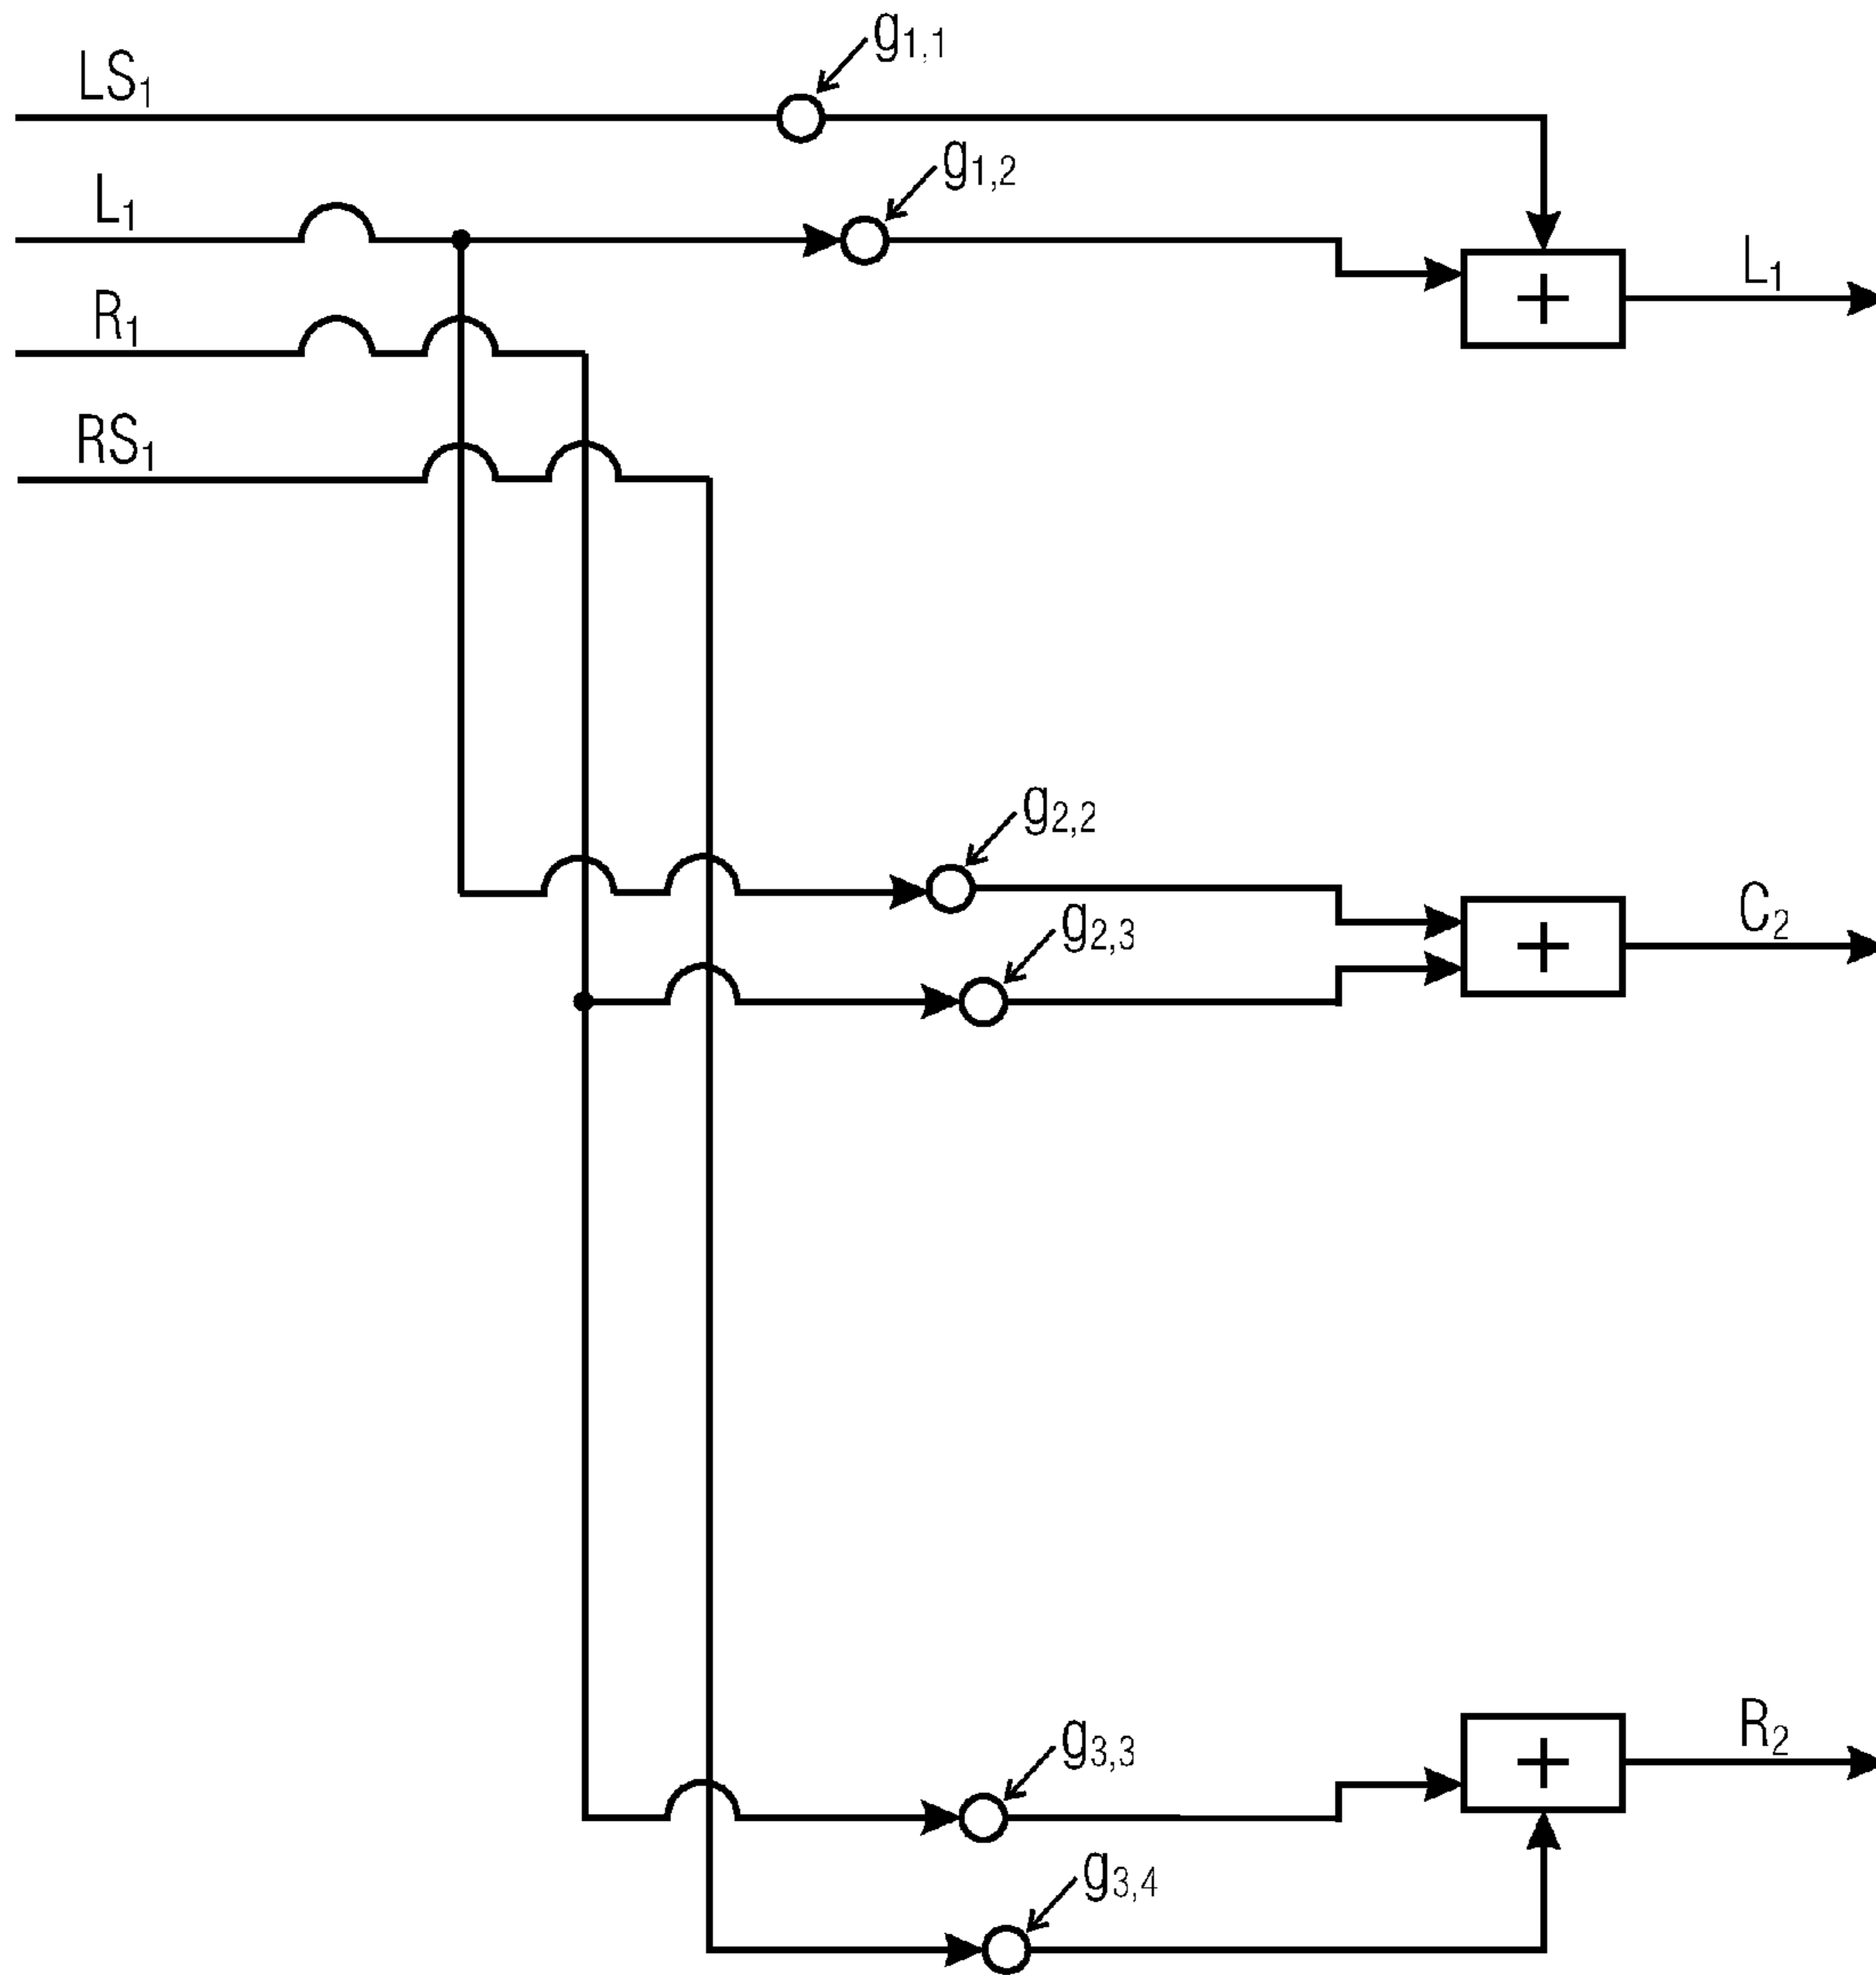 g1,1
LS1
g1,2
L1
L1
R1
+
RS1
g2,2
C2
g2,3
+
g3,3
R2
+
g3,4